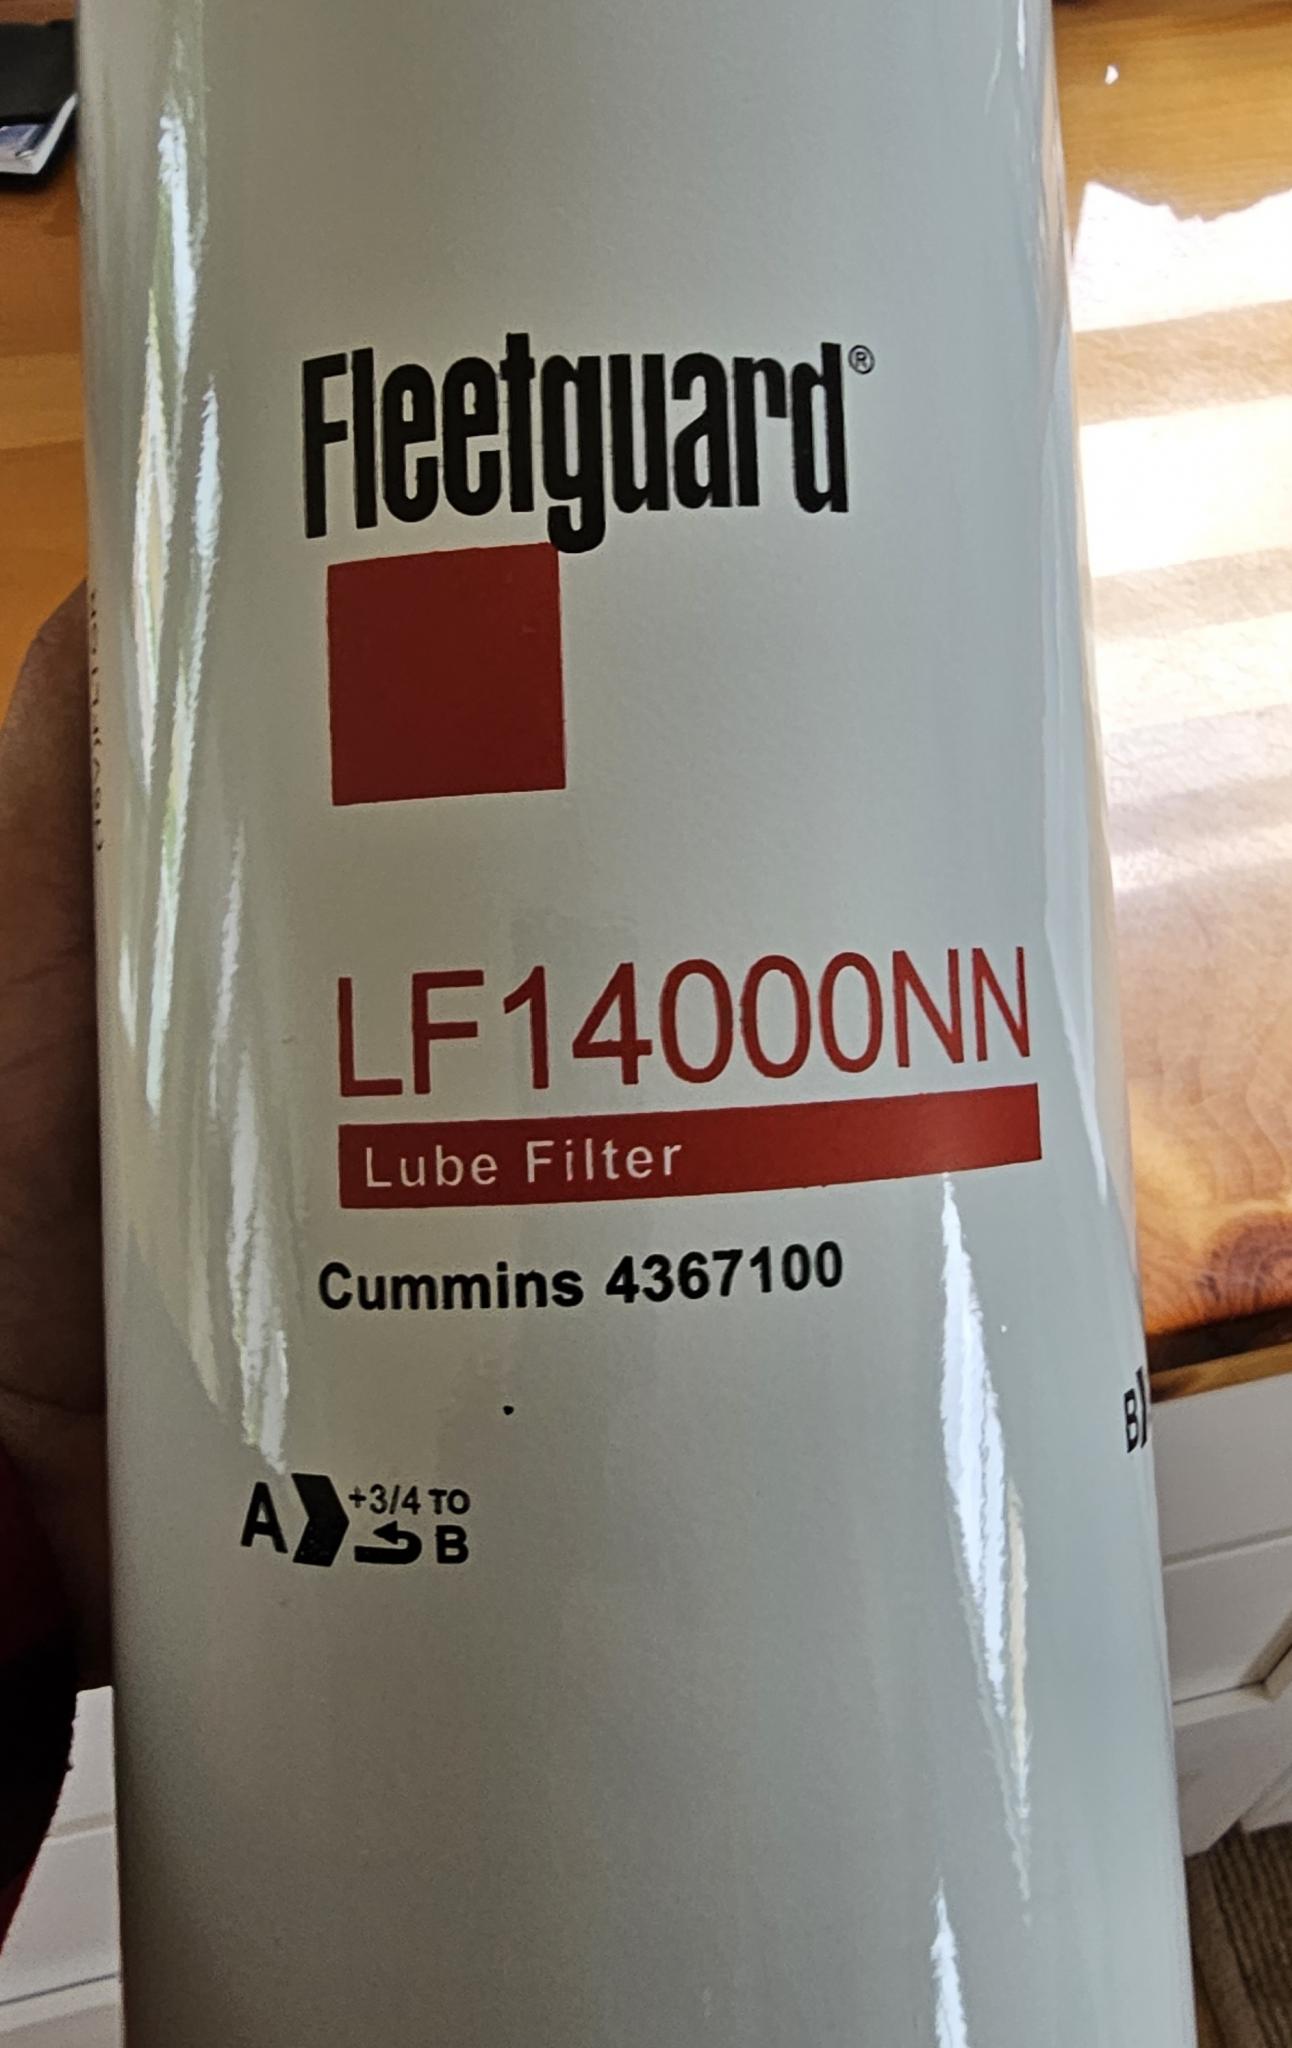 Fleetguard®
LF14000NN
Lube Filter
Cummins 4367100
A +3/4 TO
B
B